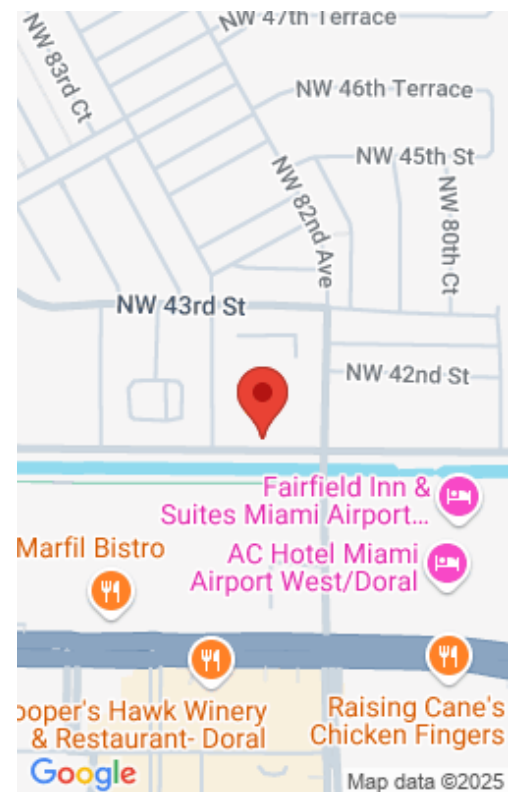 NW 47th Terrace
NW 83rd Ct
NW 46th Terrace
NW 45th St
NW 82nd Ave
NW 80th Ct
NW 43rd St
NW 42nd St
Fairfield Inn &
Suites Miami Airport...
Marfil Bistro
AC Hotel Miami
Airport West/Doral
ooper's Hawk Winery
& Restaurant- Doral
Raising Cane's
Chicken Fingers
Google
Map data ©2025